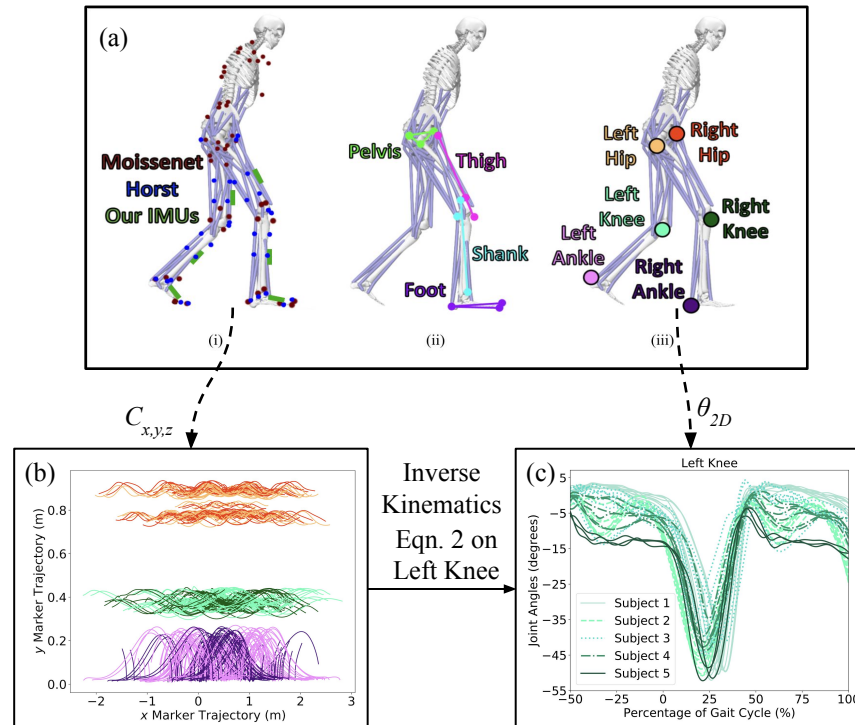 (a)
Moissenet
Horst
Our IMUs
(i)
Pelvis
Thigh
Shank
Foot
(ii)
Left
Hip
Right
Hip
Left
Knee
Right
Knee
Left
Ankle
Right
Ankle
(iii)
C x,y,z
θ 2D
(b)
y Marker Trajectory (m)
0.8
0.6
0.4
0.2
0.0
−2 −1 0 1 2 3
x Marker Trajectory (m)
Inverse
Kinematics
Eqn. 2 on
Left Knee
(c)
Left Knee
Joint Angles (degrees)
5
−5
−15
−25
−35
−45
−55
Subject 1
Subject 2
Subject 3
Subject 4
Subject 5
−50 −25 0 25 50 75 100
Percentage of Gait Cycle (%)